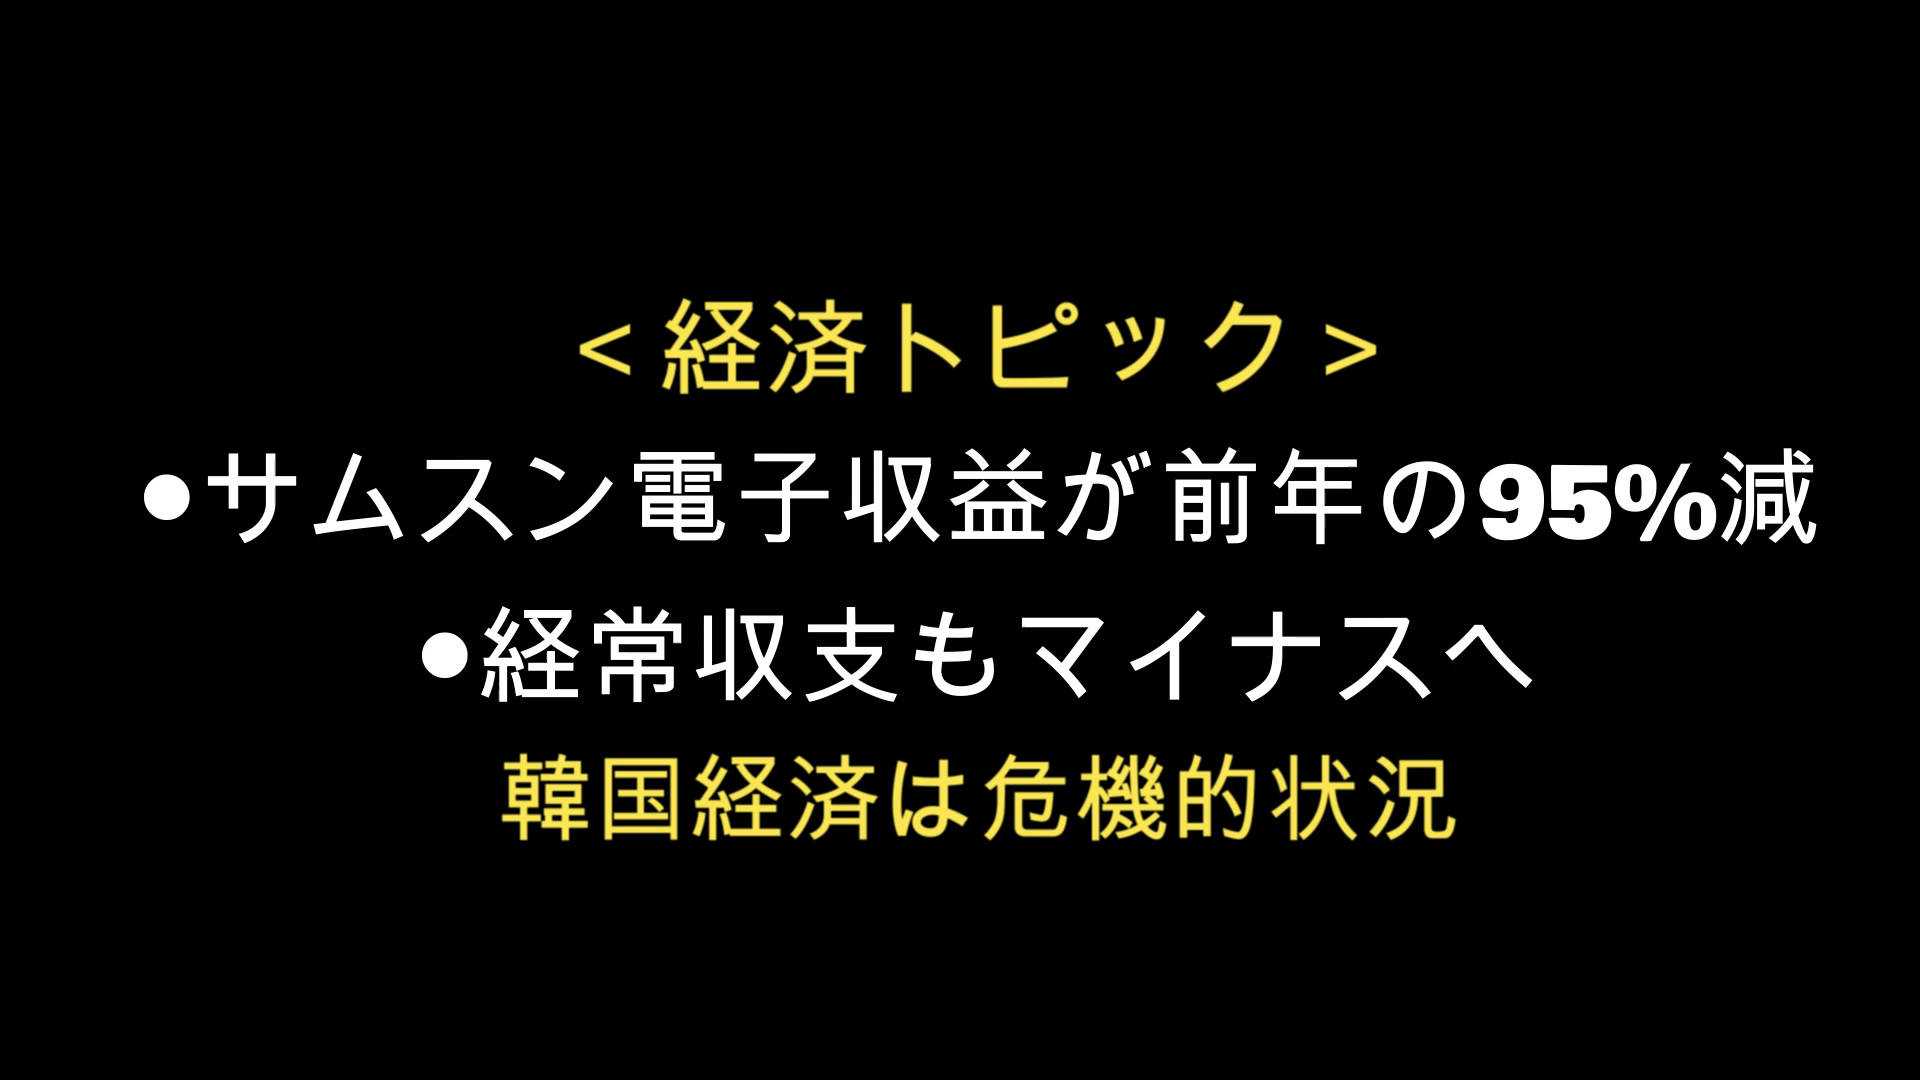 ＜経済トピック＞
●サムスン電子収益が前年の95%減
●経常収支もマイナスへ
韓国経済は危機的状況